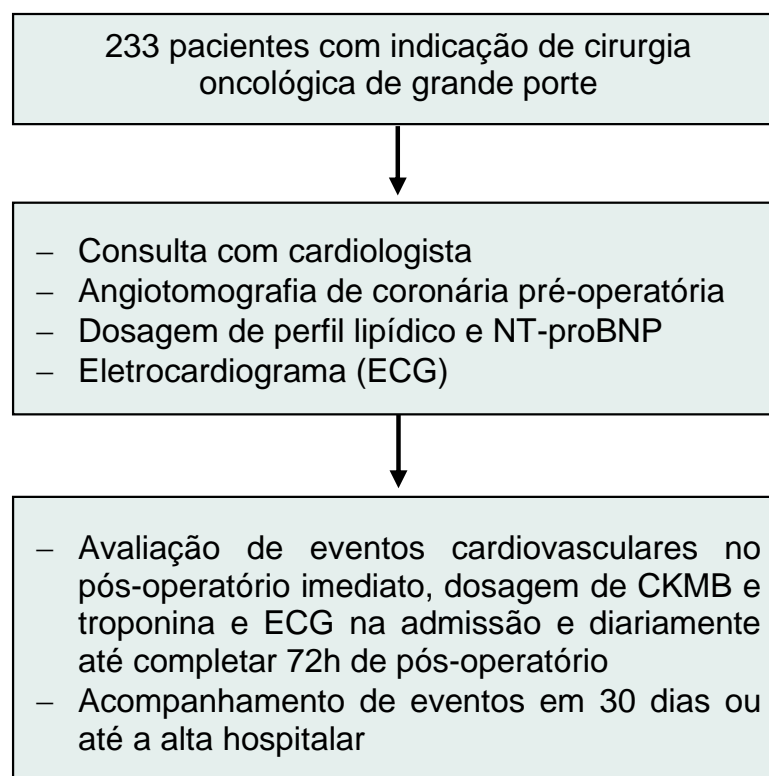 233 pacientes com indicação de cirurgia
oncológica de grande porte
– Consulta com cardiologista
– Angiotomografia de coronária pré-operatória
– Dosagem de perfil lipídico e NT-proBNP
– Eletrocardiograma (ECG)
– Avaliação de eventos cardiovasculares no
pós-operatório imediato, dosagem de CKMB e
troponina e ECG na admissão e diariamente
até completar 72h de pós-operatório
– Acompanhamento de eventos em 30 dias ou
até a alta hospitalar